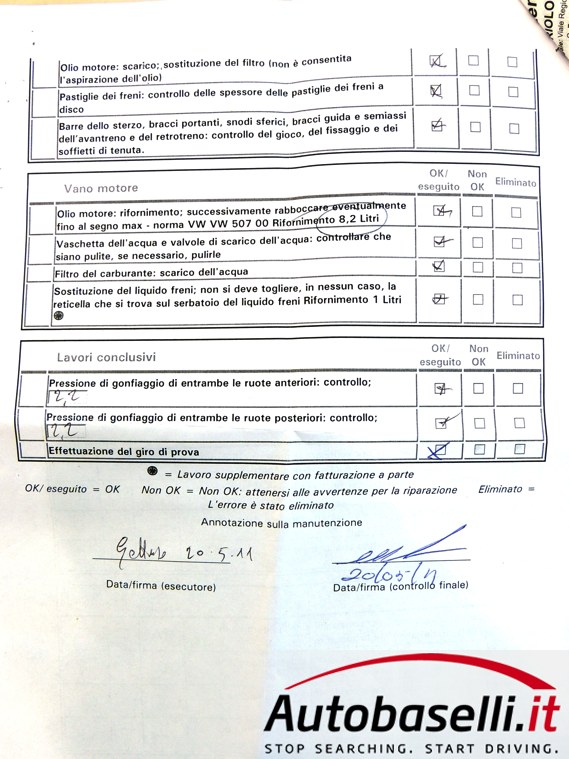 Olio motore: scarico; sostituzione del filtro (non è consentita
l'aspirazione dell'olio)
Pastiglie dei freni: controllo delle spessore delle pastiglie dei freni a
disco
Barre dello sterzo, bracci portanti, snodi sferici, bracci guida e semiassi
dell'avantreno e del retrotreno: controllo del gioco, del fissaggio e dei
soffietti di tenuta.
Vano motore
OK/
eseguito
Non
OK
Eliminato
Olio motore: rifornimento; successivamente rabboccare eventualmente
fino al segno max - norma VW VW 507 00 Rifornimento 8,2 Litri
Vaschetta dell'acqua e valvole di scarico dell'acqua: controllare che
siano pulite, se necessario, pulirle
Filtro del carburante: scarico dell'acqua
Sostituzione del liquido freni; non si deve togliere, in nessun caso, la
reticella che si trova sul serbatoio del liquido freni Rifornimento 1 Litri
Lavori conclusivi
OK/
eseguito
Non
OK
Eliminato
Pressione di gonfiaggio di entrambe le ruote anteriori: controllo;
2,2
Pressione di gonfiaggio di entrambe le ruote posteriori: controllo;
2,2
Effettuazione del giro di prova
= Lavoro supplementare con fatturazione a parte
OK/ eseguito = OK Non OK = Non OK: attenersi alle avvertenze per la riparazione Eliminato =
L'errore è stato eliminato
Annotazione sulla manutenzione
20.5.11
20/05/11
Data/firma (esecutore)
Data/firma (controllo finale)
Autobaselli.it
STOP SEARCHING. START DRIVING.